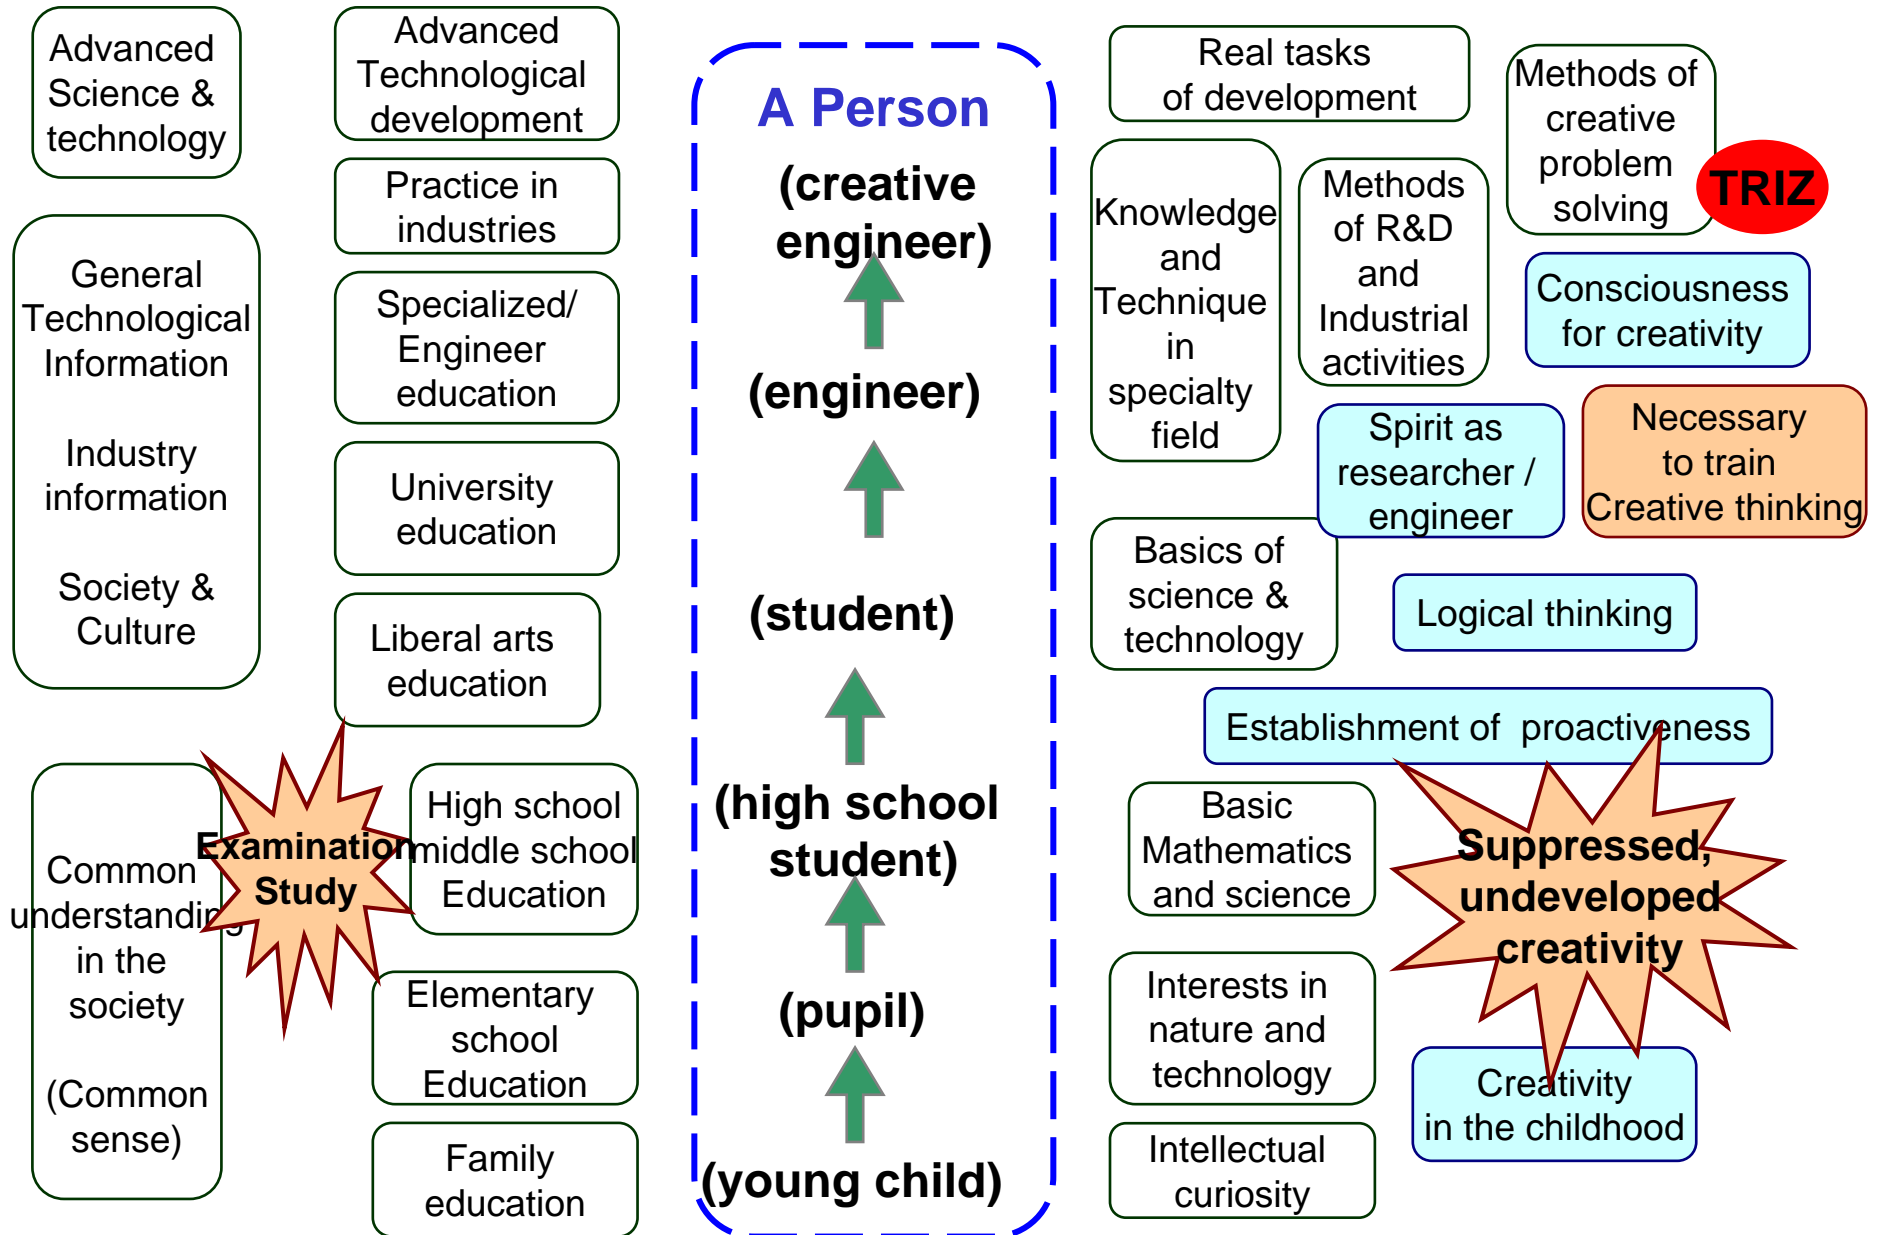 Advanced
Science &
technology
General
Technological
Information
Industry
information
Society &
Culture
Common
understanding
in the
society
(Common
sense)
Examination
Study
Advanced
Technological
development
Practice in
industries
Specialized/
Engineer
education
University
education
Liberal arts
education
High school
middle school
Education
Elementary
school
Education
Family
education
A Person
(creative
engineer)
(engineer)
(student)
(high school
student)
(pupil)
(young child)
Real tasks
of development
Knowledge
and
Technique
in
specialty
field
Methods
of R&D
and
Industrial
activities
Methods of
creative
problem
solving
TRIZ
Consciousness
for creativity
Spirit as
researcher /
engineer
Necessary
to train
Creative thinking
Basics of
science &
technology
Logical thinking
Establishment of proactiveness
Basic
Mathematics
and science
Suppressed,
undeveloped
creativity
Interests in
nature and
technology
Creativity
in the childhood
Intellectual
curiosity